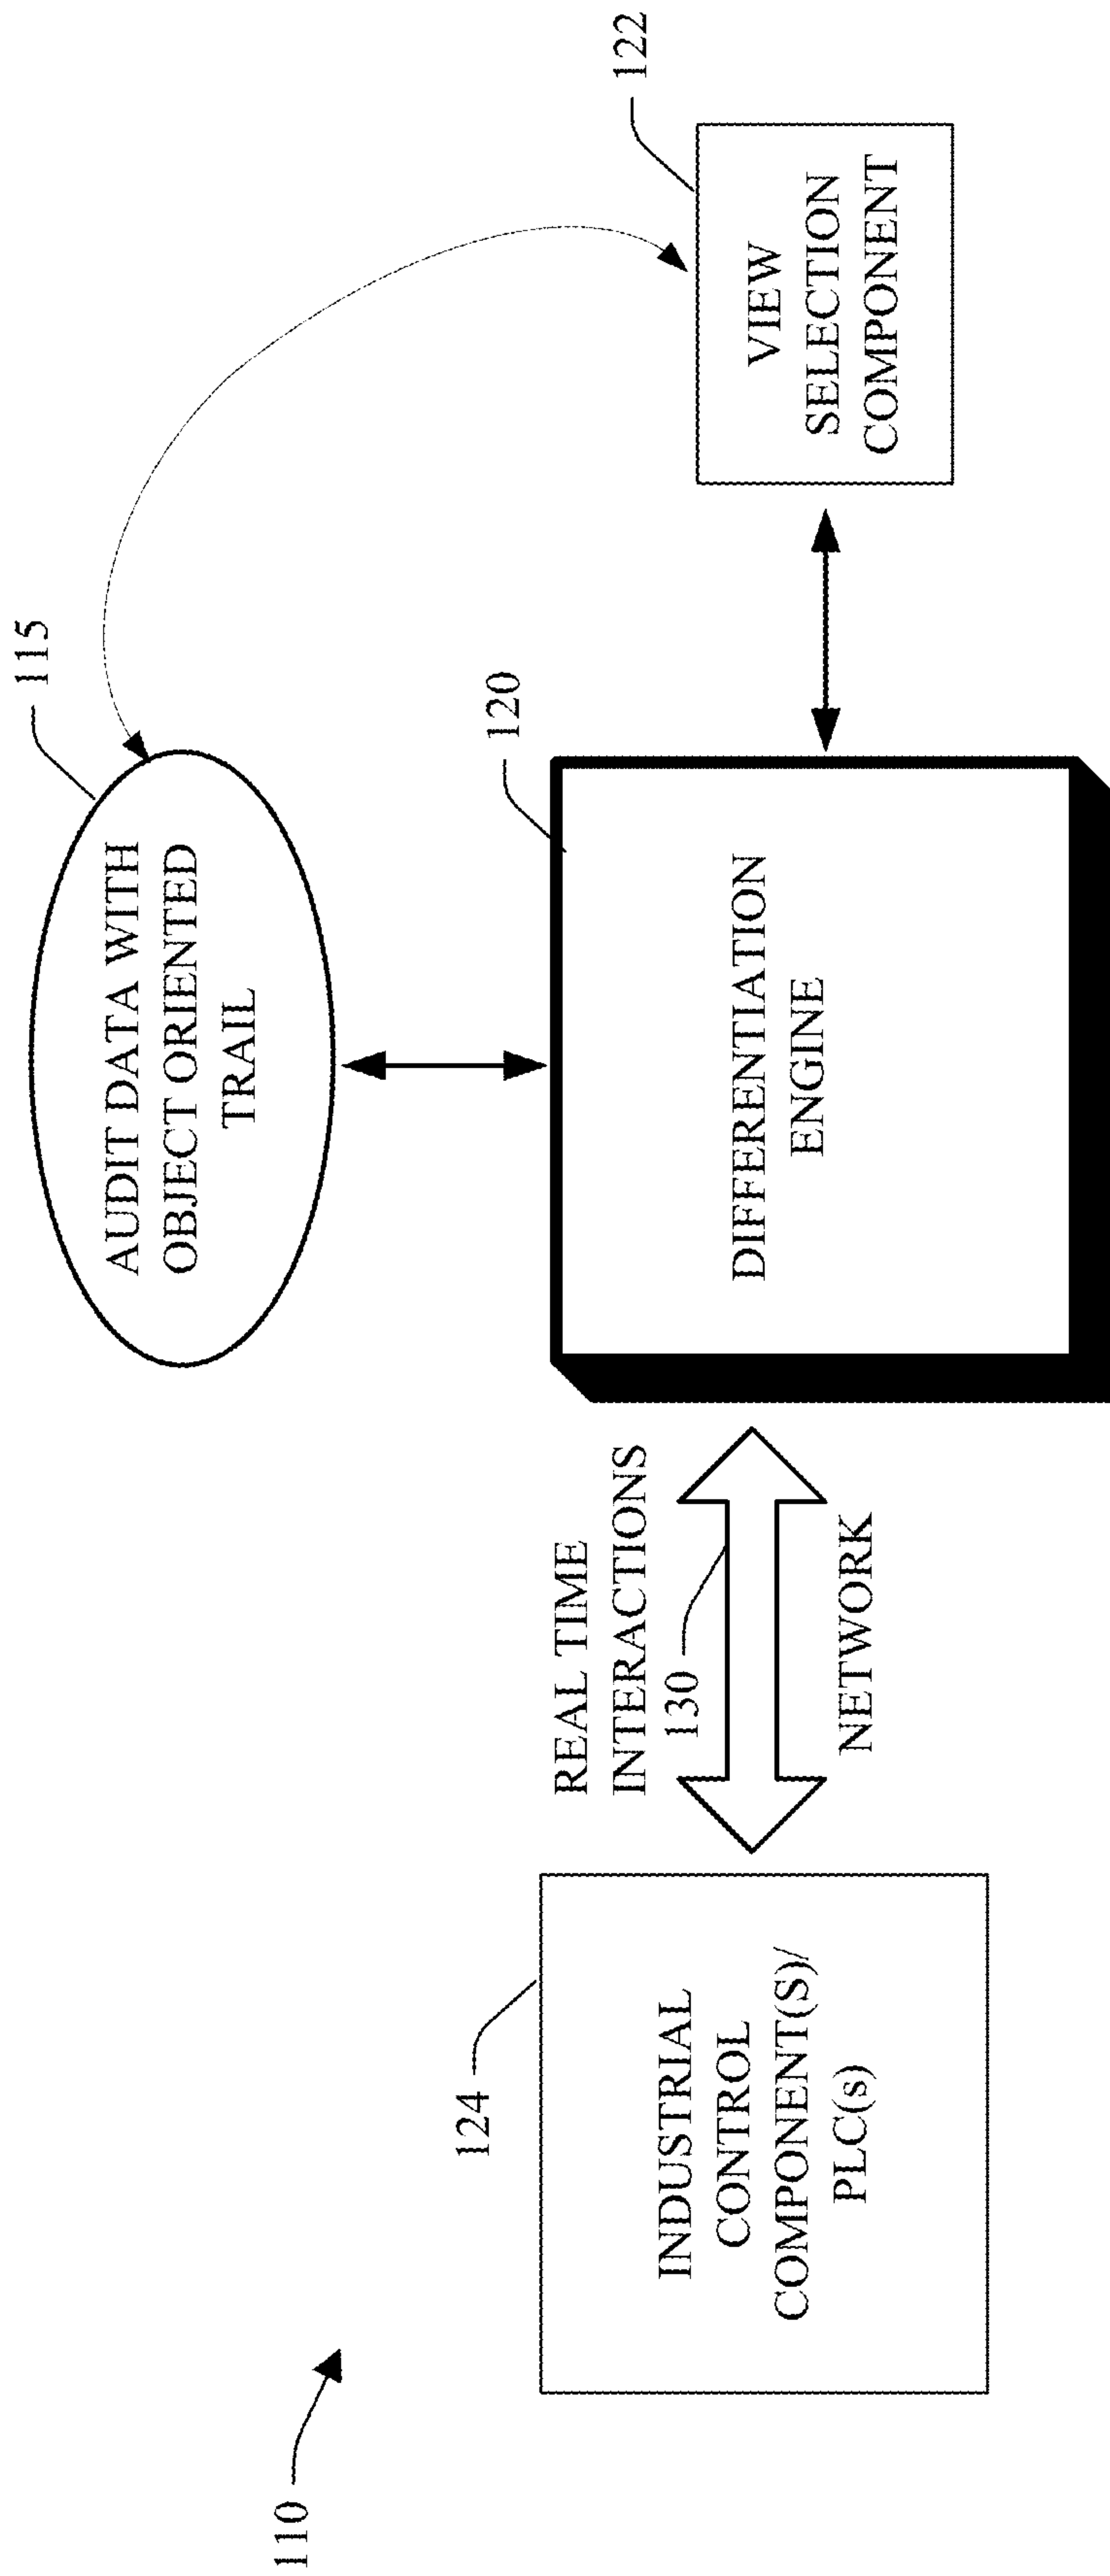 110
124
INDUSTRIAL
CONTROL
COMPONENT(S)/
PLC(s)
REAL TIME
INTERACTIONS
130
NETWORK
115
AUDIT DATA WITH
OBJECT ORIENTED
TRAIL
120
DIFFERENTIATION
ENGINE
122
VIEW
SELECTION
COMPONENT